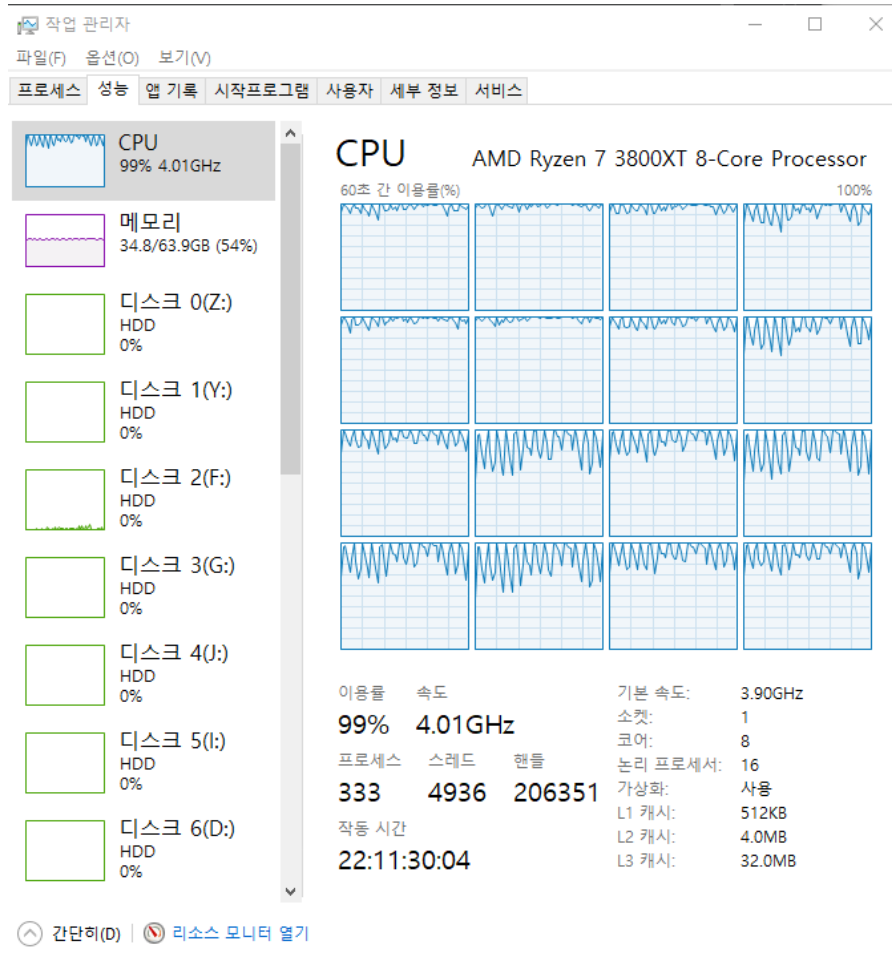 작업 관리자
파일(F) 옵션(O) 보기(V)
프로세스 성능 앱 기록 시작프로그램 사용자 세부 정보 서비스
CPU
99% 4.01GHz
메모리
34.8/63.9GB (54%)
디스크 0(Z:)
HDD
0%
디스크 1(Y:)
HDD
0%
디스크 2(F:)
HDD
0%
디스크 3(G:)
HDD
0%
디스크 4(J:)
HDD
0%
디스크 5(I:)
HDD
0%
디스크 6(D:)
HDD
0%
CPU AMD Ryzen 7 3800XT 8-Core Processor
60초 간 이용률(%) 100%
이용률 속도
99% 4.01GHz
프로세스 스레드 핸들
333 4936 206351
작동 시간
22:11:30:04
기본 속도: 3.90GHz
소켓: 1
코어: 8
논리 프로세서: 16
가상화: 사용
L1 캐시: 512KB
L2 캐시: 4.0MB
L3 캐시: 32.0MB
간단히(D) 리소스 모니터 열기